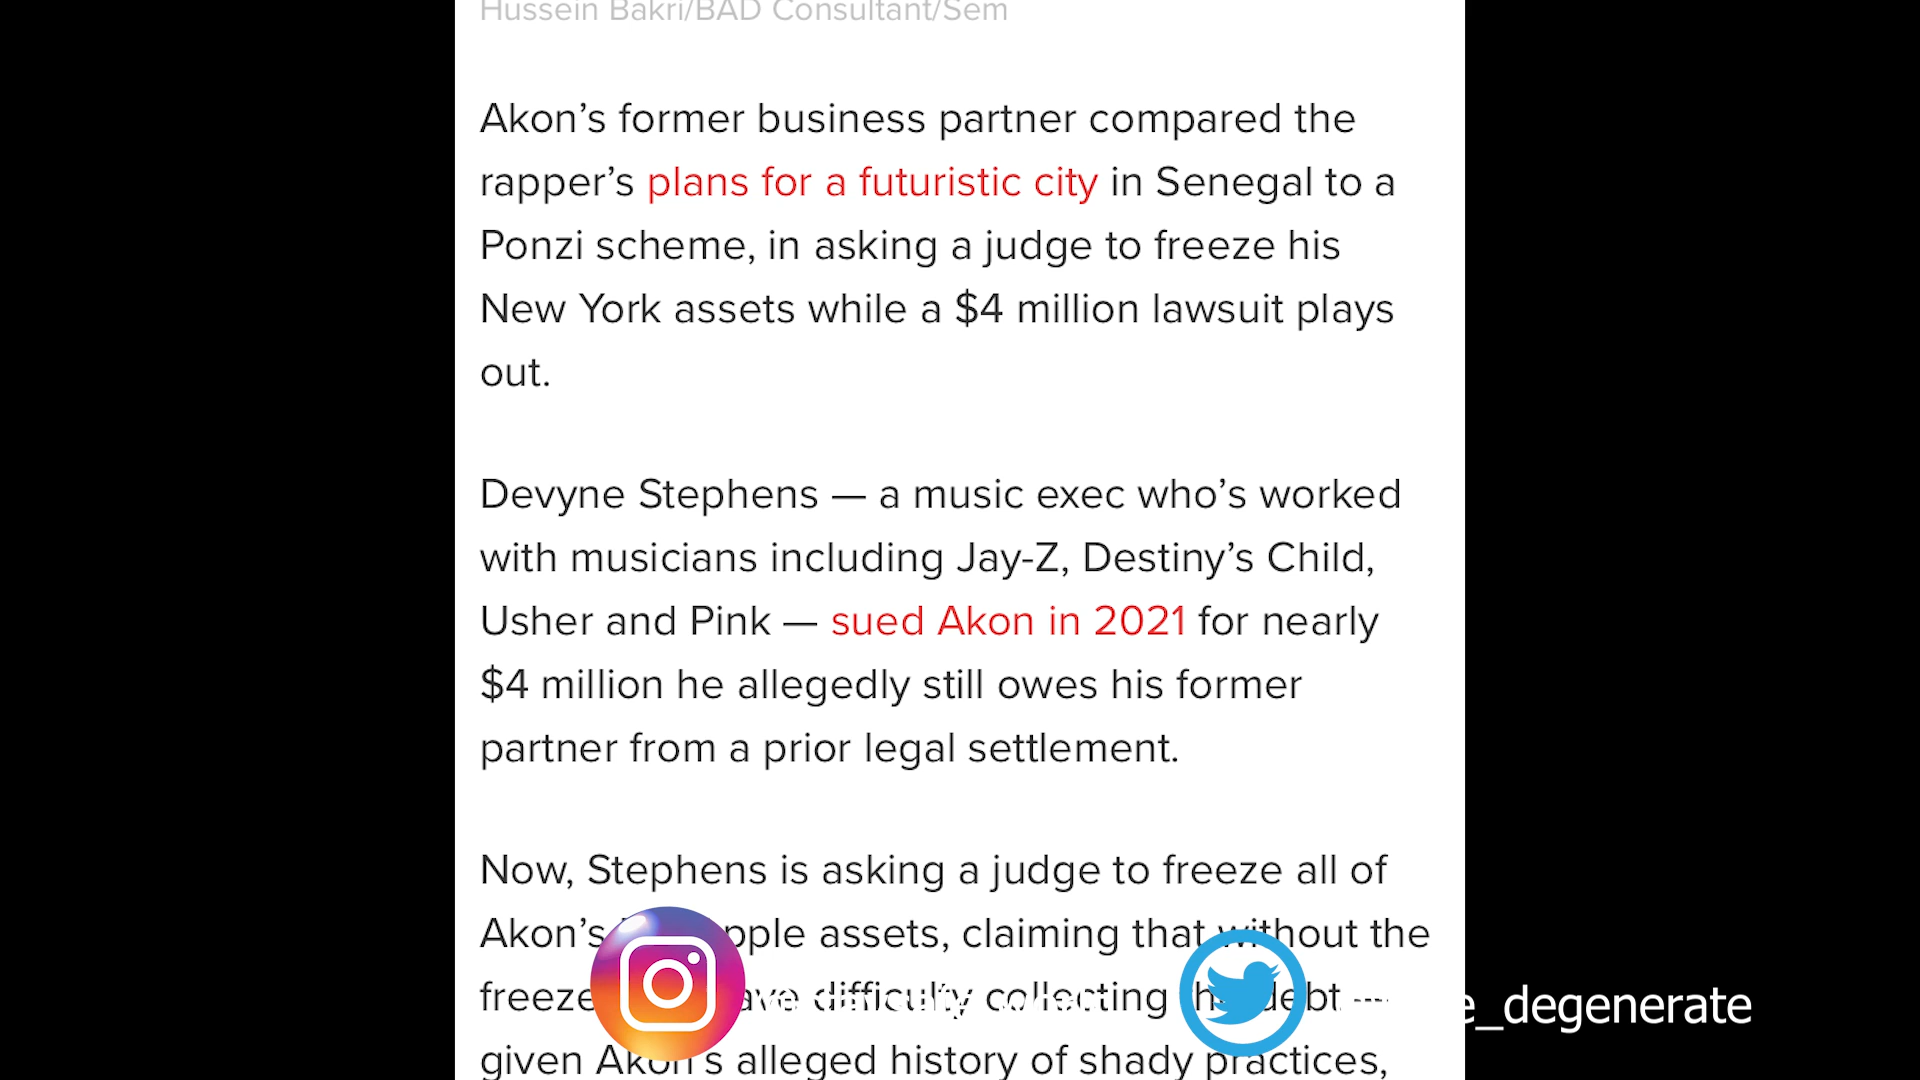 Hussein Bakri/BAD Consultant/Sem
Akon’s former business partner compared the
rapper’s plans for a futuristic city in Senegal to a
Ponzi scheme, in asking a judge to freeze his
New York assets while a $4 million lawsuit plays
out.
Devyne Stephens — a music exec who’s worked
with musicians including Jay-Z, Destiny’s Child,
Usher and Pink — sued Akon in 2021 for nearly
$4 million he allegedly still owes his former
partner from a prior legal settlement.
Now, Stephens is asking a judge to freeze all of
Akon’s assets, claiming that without the
freeze difficulty collecting debt
e_degenerate
given Akon’s alleged history of shady practices,